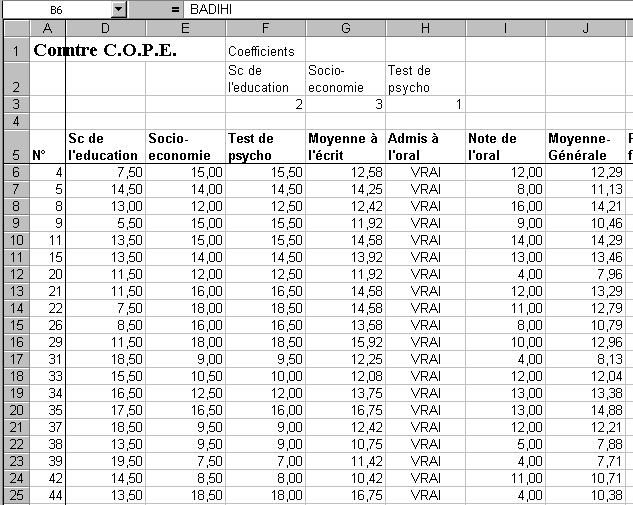 B6 = BADIHI
A D E F G H I J
1 Comntre C.O.P.E. Coefficients
2 Sc de l'education Socio-economie Test de psycho
3 2 3 1
4
5 N° Sc de l'education Socio-economie Test de psycho Moyenne à l'écrit Admis à l'oral Note de l'oral Moyenne-Générale
6 4 7,50 15,00 15,50 12,58 VRAI 12,00 12,29
7 5 14,50 14,00 14,50 14,25 VRAI 8,00 11,13
8 8 13,00 12,00 12,50 12,42 VRAI 16,00 14,21
9 9 5,50 15,00 15,50 11,92 VRAI 9,00 10,46
10 11 13,50 15,00 15,50 14,58 VRAI 14,00 14,29
11 15 13,50 14,00 14,50 13,92 VRAI 13,00 13,46
12 20 11,50 12,00 12,50 11,92 VRAI 4,00 7,96
13 21 11,50 16,00 16,50 14,58 VRAI 12,00 13,29
14 22 7,50 18,00 18,50 14,58 VRAI 11,00 12,79
15 26 8,50 16,00 16,50 13,58 VRAI 8,00 10,79
16 29 11,50 18,00 18,50 15,92 VRAI 10,00 12,96
17 31 18,50 9,00 9,50 12,25 VRAI 4,00 8,13
18 33 15,50 10,50 10,00 12,08 VRAI 12,00 12,04
19 34 16,50 12,50 12,00 13,75 VRAI 13,00 13,38
20 35 17,50 16,50 16,00 16,75 VRAI 13,00 14,88
21 37 18,50 9,50 9,00 12,42 VRAI 12,00 12,21
22 38 13,50 9,50 9,00 10,75 VRAI 5,00 7,88
23 39 19,50 7,50 7,00 11,42 VRAI 4,00 7,71
24 42 14,50 8,50 8,00 10,42 VRAI 11,00 10,71
25 44 13,50 18,50 18,00 16,75 VRAI 4,00 10,38